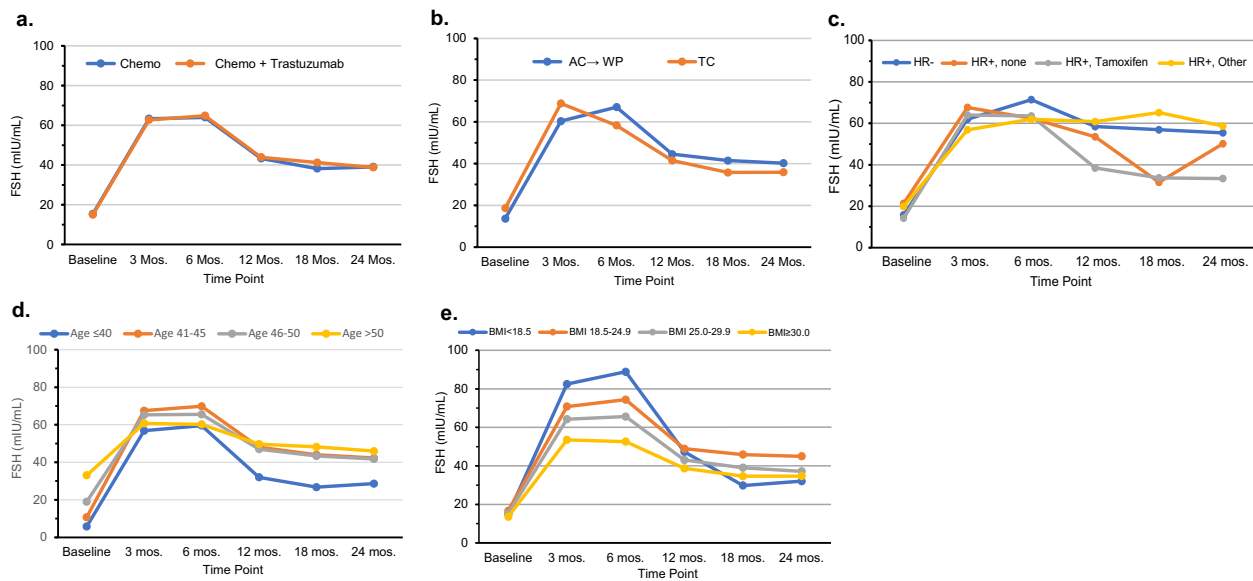 a.
Chemo
Chemo + Trastuzumab
FSH (mIU/mL)
100
80
60
40
20
0
Baseline 3 Mos. 6 Mos. 12 Mos. 18 Mos. 24 Mos.
Time Point
b.
AC→ WP
TC
FSH (mIU/mL)
100
80
60
40
20
0
Baseline 3 Mos. 6 Mos. 12 Mos. 18 Mos. 24 Mos.
Time Point
c.
HR- HR+, none HR+, Tamoxifen HR+, Other
FSH (mIU/mL)
100
80
60
40
20
0
Baseline 3 mos. 6 mos. 12 mos. 18 mos. 24 mos.
Time Point
d.
Age ≤40 Age 41-45 Age 46-50 Age >50
FSH (mIU/mL)
100
80
60
40
20
0
Baseline 3 mos. 6 mos. 12 mos. 18 mos. 24 mos.
Time Point
e.
BMI<18.5 BMI 18.5-24.9 BMI 25.0-29.9 BMI≥30.0
FSH (mIU/mL)
100
80
60
40
20
0
Baseline 3 mos. 6 mos. 12 mos. 18 mos. 24 mos.
Time Point